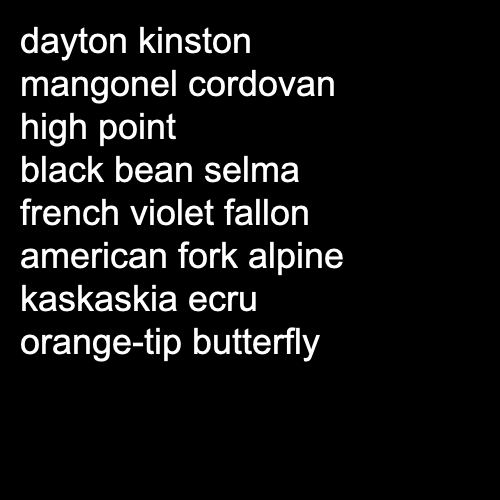 dayton kinston
mangonel cordovan
high point
black bean selma
french violet fallon
american fork alpine
kaskaskia ecru
orange-tip butterfly